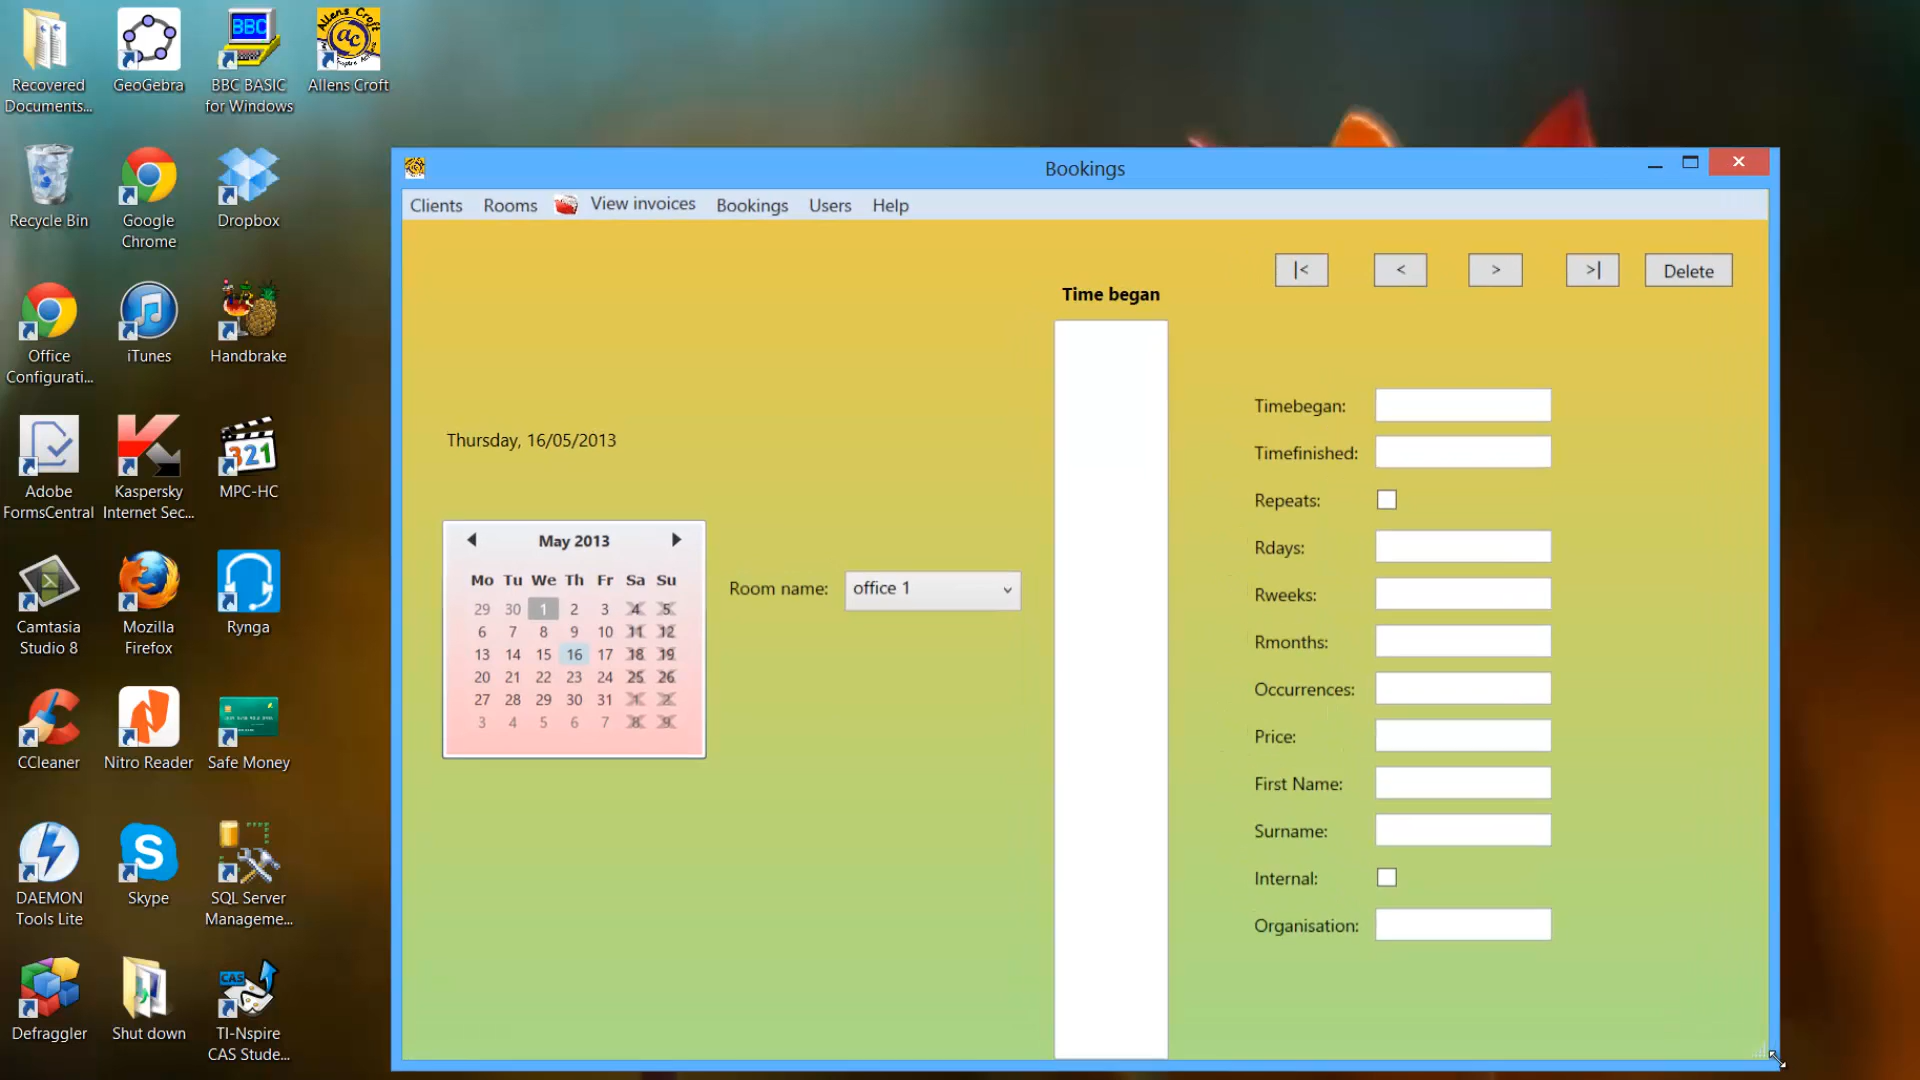 Recovered
Documents...
GeoGebra
BBC
BBC BASIC
for Windows
Allens Croft
ac
Allens Croft
Recycle Bin
Google
Chrome
Dropbox
Office
Configurati...
iTunes
Handbrake
Adobe
FormsCentral
Kaspersky
Internet Sec...
321
MPC-HC
Camtasia
Studio 8
Mozilla
Firefox
Rynga
CCleaner
Nitro Reader
Safe Money
DAEMON
Tools Lite
S
Skype
SQL Server
Manageme...
Defraggler
Shut down
CAS
TI-Nspire
CAS Stude...
Bookings
Clients Rooms View invoices Bookings Users Help
|< < > >| Delete
Time began
Thursday, 16/05/2013
May 2013
Mo Tu We Th Fr Sa Su
29 30 1 2 3 4 5
6 7 8 9 10 11 12
13 14 15 16 17 18 19
20 21 22 23 24 25 26
27 28 29 30 31 1 2
3 4 5 6 7 8 9
Room name: office 1
Timebegan:
Timefinished:
Repeats:
Rdays:
Rweeks:
Rmonths:
Occurrences:
Price:
First Name:
Surname:
Internal:
Organisation: